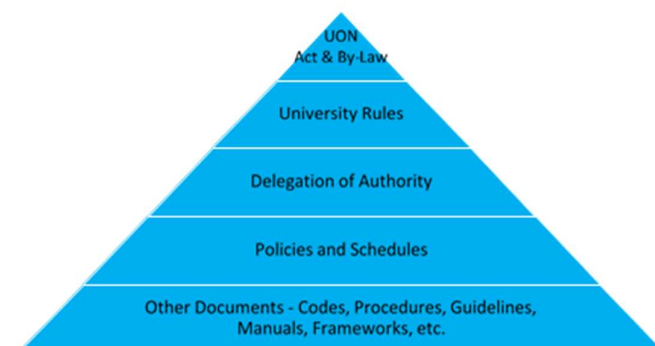 UON
Act & By-Law
University Rules
Delegation of Authority
Policies and Schedules
Other Documents - Codes, Procedures, Guidelines,
Manuals, Frameworks, etc.